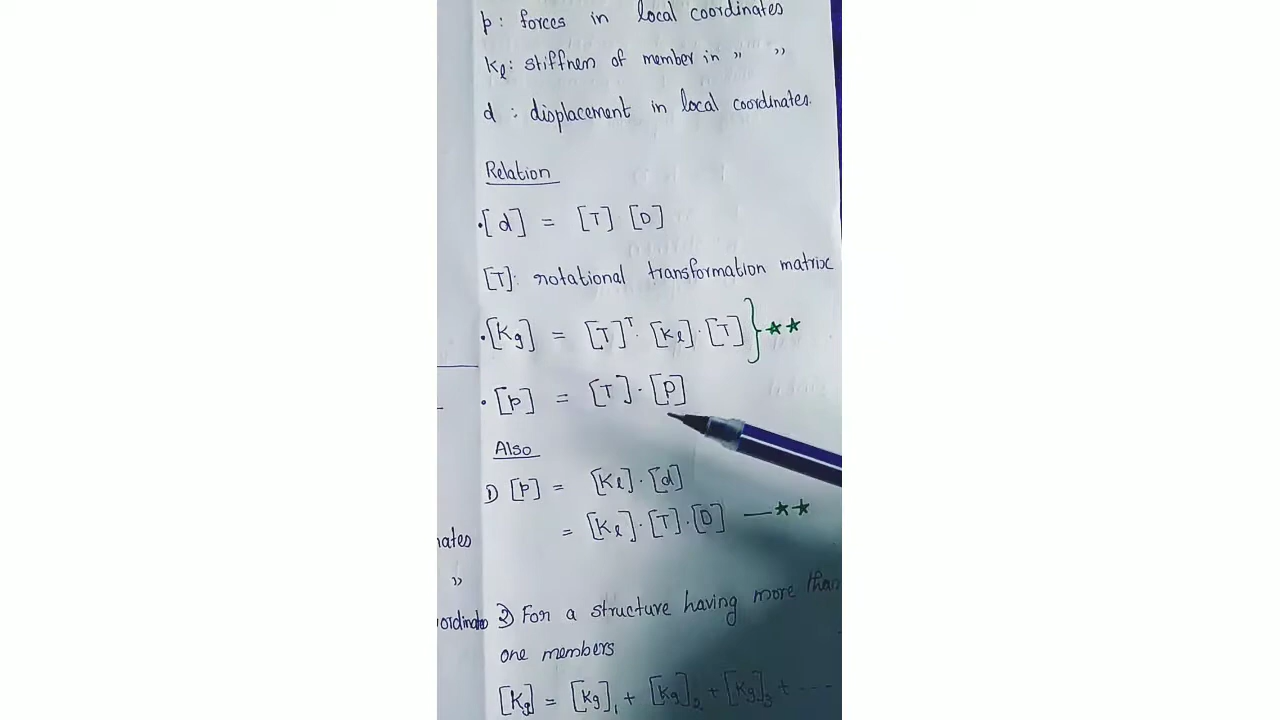 p: forces in local coordinates
Kℓ: stiffness of member in " "
d : displacement in local coordinates.
Relation
•[d] = [T] [D]
[T]: rotational transformation matrix
•[Kg] = [T]ᵀ. [Kℓ]. [T] } ★★
•[p] = [T]. [P]
Also
1) [p] = [Kℓ]. [d]
= [Kℓ]. [T]. [D] — ★★
2) For a structure having more than
one members
[Kg] = [Kg]₁ + [Kg]₂ + [Kg]₃ + ----
nates
"
ordinates